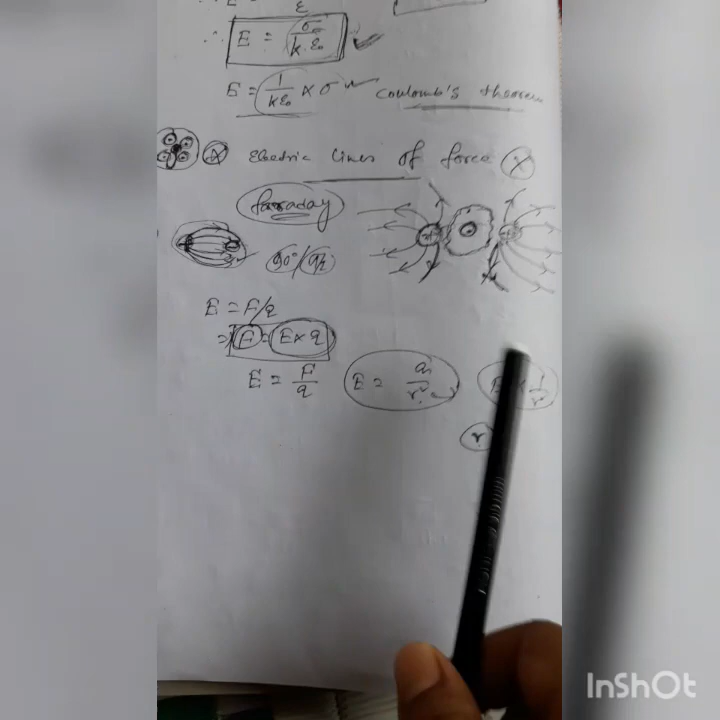 ∴ E = σ / k ε₀
E = 1/kε₀ × σ Coulomb's theorem
Electric lines of force
faraday
90°
E = F/q
= F = E × q
E = F/q E = q/r²
r
InShOt